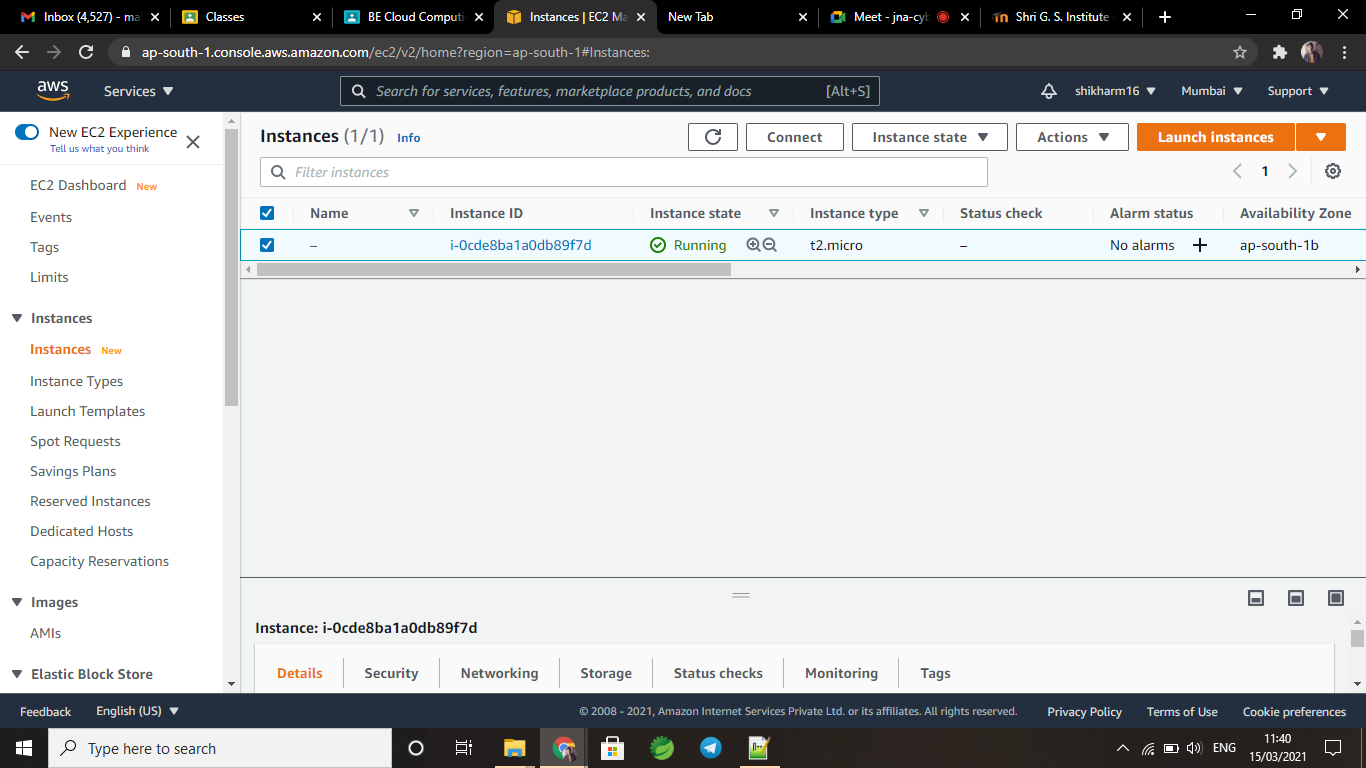 Inbox (4,527) - ma
Classes
BE Cloud Computi
Instances | EC2 Ma
New Tab
Meet - jna-cyb
Shri G. S. Institute
ap-south-1.console.aws.amazon.com/ec2/v2/home?region=ap-south-1#Instances:
aws
Services
Search for services, features, marketplace products, and docs
[Alt+S]
shikharm16
Mumbai
Support
New EC2 Experience
Tell us what you think
EC2 Dashboard New
Events
Tags
Limits
Instances
Instances New
Instance Types
Launch Templates
Spot Requests
Savings Plans
Reserved Instances
Dedicated Hosts
Capacity Reservations
Images
AMIs
Elastic Block Store
Instances (1/1) Info
Connect
Instance state
Actions
Launch instances
Filter instances
1
Name Instance ID Instance state Instance type Status check Alarm status Availability Zone
– i-0cde8ba1a0db89f7d Running t2.micro – No alarms + ap-south-1b
Instance: i-0cde8ba1a0db89f7d
Details Security Networking Storage Status checks Monitoring Tags
Feedback English (US) © 2008 - 2021, Amazon Internet Services Private Ltd. or its affiliates. All rights reserved. Privacy Policy Terms of Use Cookie preferences
Type here to search
ENG
11:40
15/03/2021